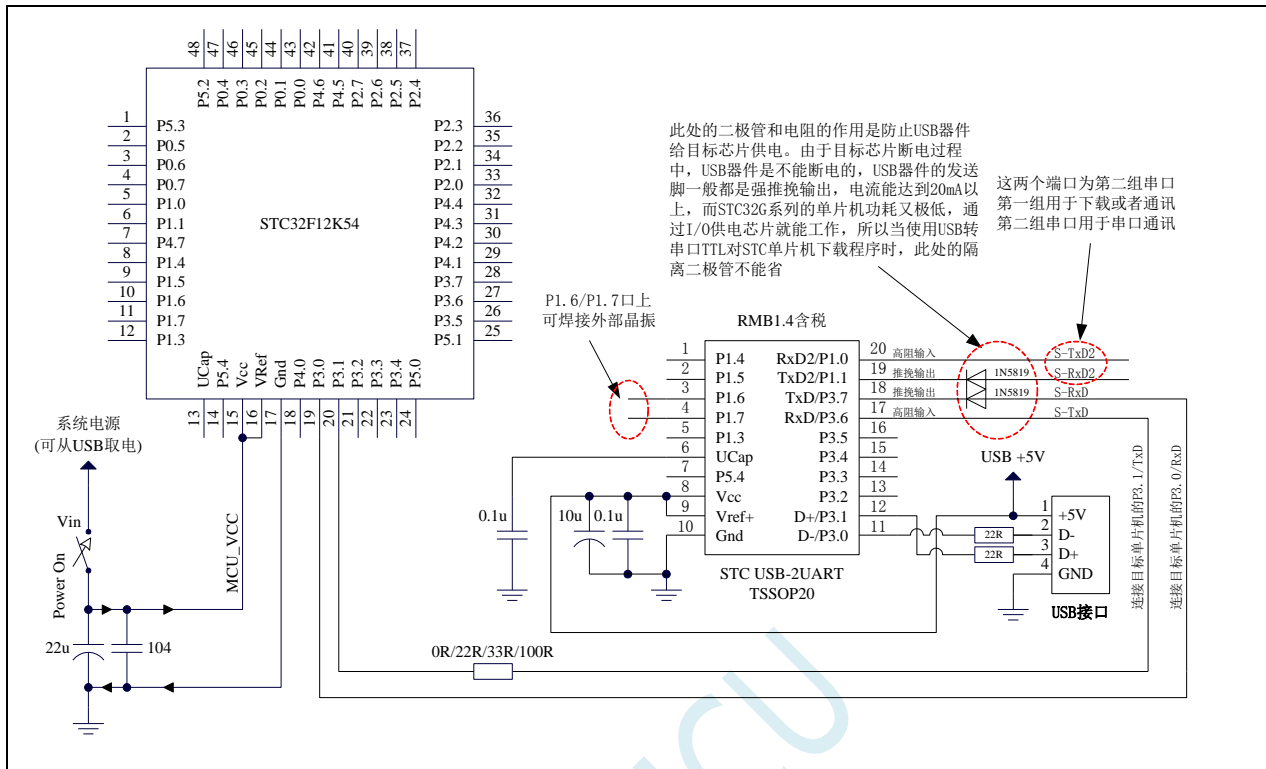 48
47
46
45
44
43
42
41
40
39
38
37
P5.2
P0.4
P0.3
P0.2
P0.1
P0.0
P4.6
P4.5
P2.7
P2.6
P2.5
P2.4
1
2
3
4
5
6
7
8
9
10
11
12
P5.3
P0.5
P0.6
P0.7
P1.0
P1.1
P4.7
P1.4
P1.5
P1.6
P1.7
P1.3
STC32F12K54
P2.3
P2.2
P2.1
P2.0
P4.4
P4.3
P4.2
P4.1
P3.7
P3.6
P3.5
P5.1
36
35
34
33
32
31
30
29
28
27
26
25
UCap
P5.4
Vcc
VRef
Gnd
P4.0
P3.0
P3.1
P3.2
P3.3
P3.4
P5.0
13
14
15
16
17
18
19
20
21
22
23
24
系统电源
(可从USB取电)
Vin
Power On
MCU_VCC
22u
104
此处的二极管和电阻的作用是防止USB器件
给目标芯片供电。由于目标芯片断电过程
中，USB器件是不能断电的，USB器件的发送
脚一般都是强推挽输出，电流能达到20mA以
上，而STC32G系列的单片机功耗又极低，通
过I/O供电芯片就能工作，所以当使用USB转
串口TTL对STC单片机下载程序时，此处的隔
离二极管不能省
这两个端口为第二组串口
第一组用于下载或者通讯
第二组串口用于串口通讯
P1.6/P1.7口上
可焊接外部晶振
RMB1.4含税
1
2
3
4
5
6
7
8
9
10
P1.4
P1.5
P1.6
P1.7
P1.3
UCap
P5.4
Vcc
Vref+
Gnd
RxD2/P1.0
TxD2/P1.1
TxD/P3.7
RxD/P3.6
P3.5
P3.4
P3.3
P3.2
D+/P3.1
D-/P3.0
20
19
18
17
16
15
14
13
12
11
高阻输入
推挽输出
推挽输出
高阻输入
1N5819
1N5819
S-TxD2
S-RxD2
S-RxD
S-TxD
STC USB-2UART
TSSOP20
0.1u
10u
0.1u
USB +5V
22R
22R
1
2
3
4
+5V
D-
D+
GND
USB接口
连接目标单片机的P3.1/TxD
连接目标单片机的P3.0/RxD
0R/22R/33R/100R
MCU